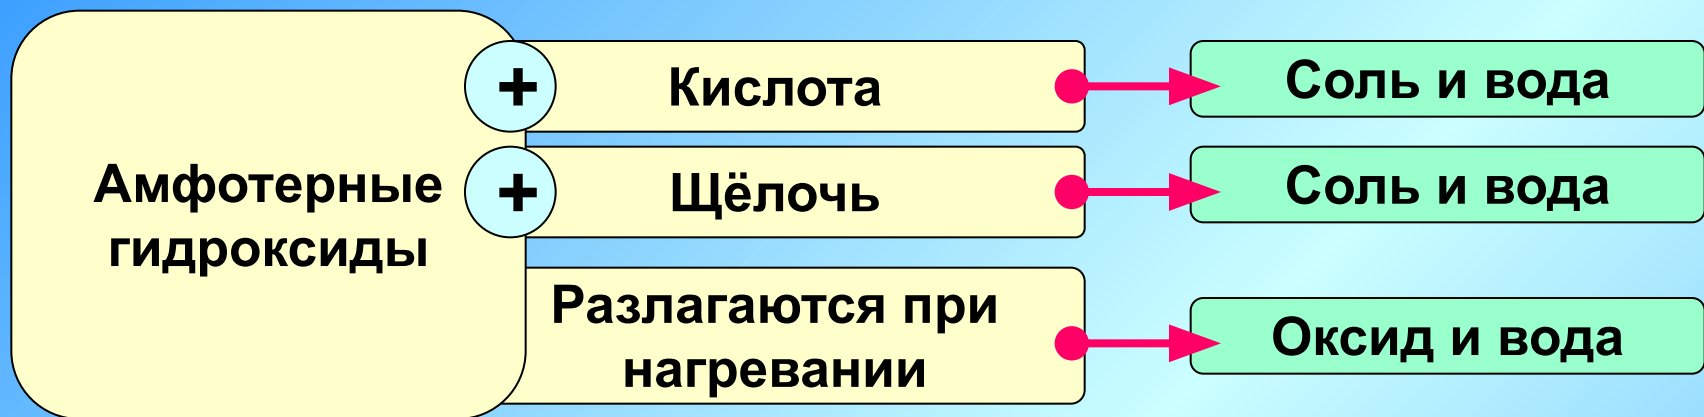 Амфотерные
гидроксиды
+
Кислота
Соль и вода
+
Щёлочь
Соль и вода
Разлагаются при
нагревании
Оксид и вода